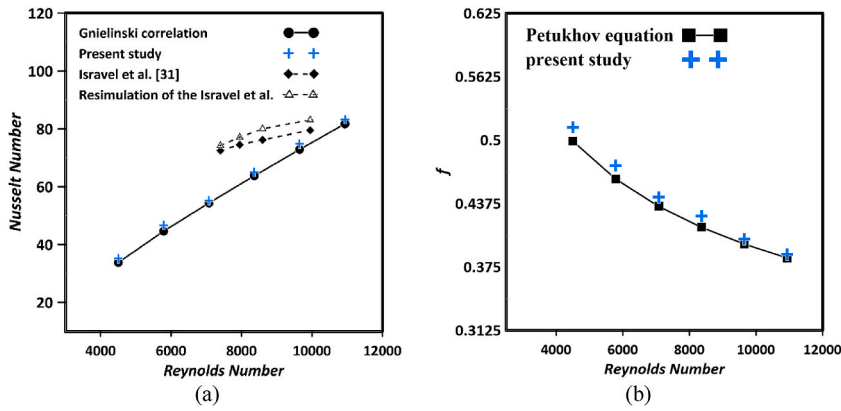 120
100
80
60
40
20
Nusselt Number
Gnielinski correlation
Present study
Isravel et al. [31]
Resimulation of the Isravel et al.
4000 6000 8000 10000 12000
Reynolds Number
(a)
0.625
0.5625
0.5
0.4375
0.375
0.3125
f
Petukhov equation
present study
4000 6000 8000 10000 12000
Reynolds Number
(b)